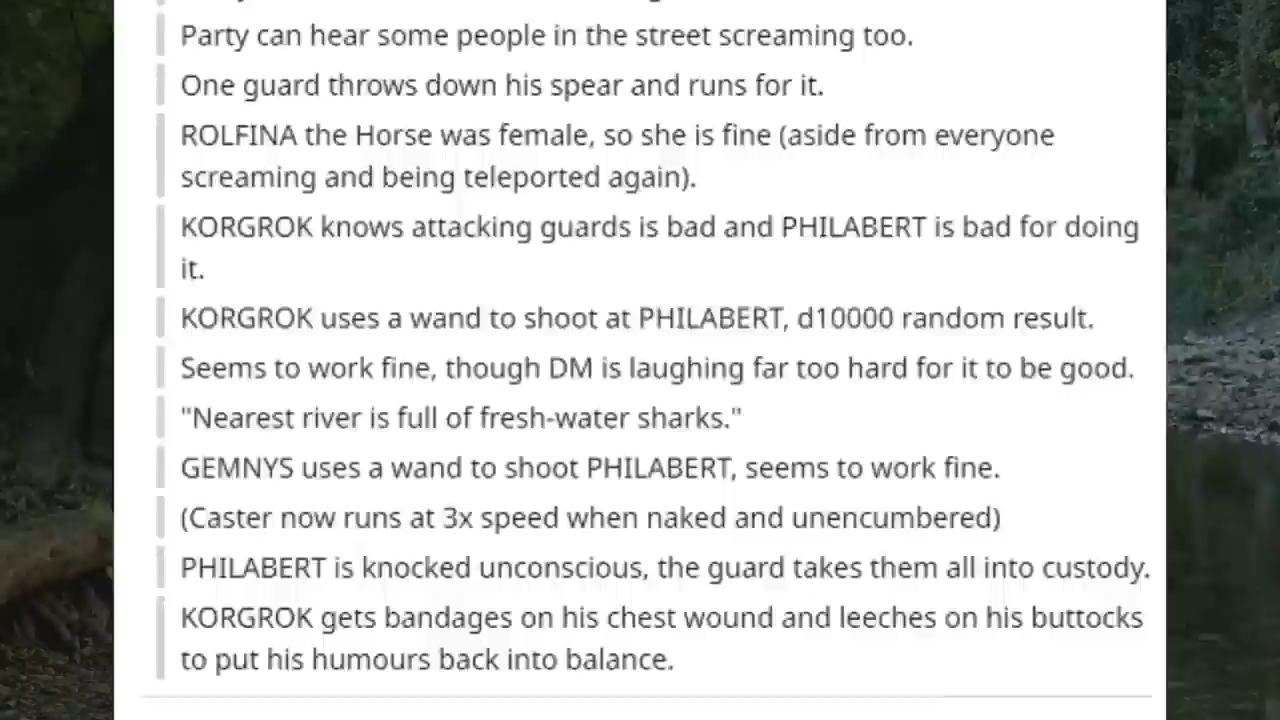 Party can hear some people in the street screaming too.
One guard throws down his spear and runs for it.
ROLFINA the Horse was female, so she is fine (aside from everyone
screaming and being teleported again).
KORGROK knows attacking guards is bad and PHILABERT is bad for doing
it.
KORGROK uses a wand to shoot at PHILABERT, d10000 random result.
Seems to work fine, though DM is laughing far too hard for it to be good.
"Nearest river is full of fresh-water sharks."
GEMNYS uses a wand to shoot PHILABERT, seems to work fine.
(Caster now runs at 3x speed when naked and unencumbered)
PHILABERT is knocked unconscious, the guard takes them all into custody.
KORGROK gets bandages on his chest wound and leeches on his buttocks
to put his humours back into balance.